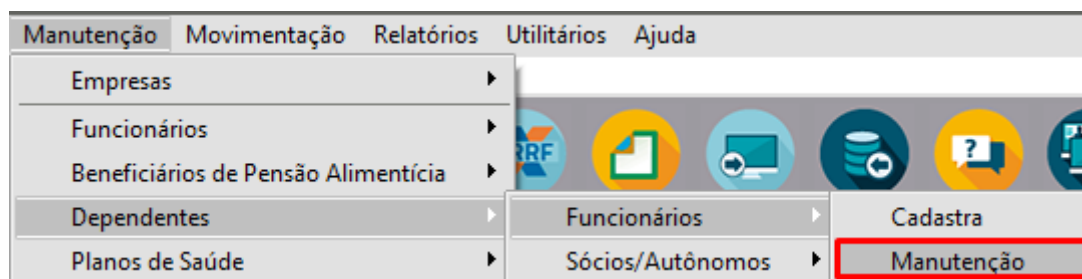 Manutenção Movimentação Relatórios Utilitários Ajuda
Empresas
Funcionários
RRF ?
Beneficiários de Pensão Alimentícia
Dependentes Funcionários Cadastra
Planos de Saúde Sócios/Autônomos Manutenção